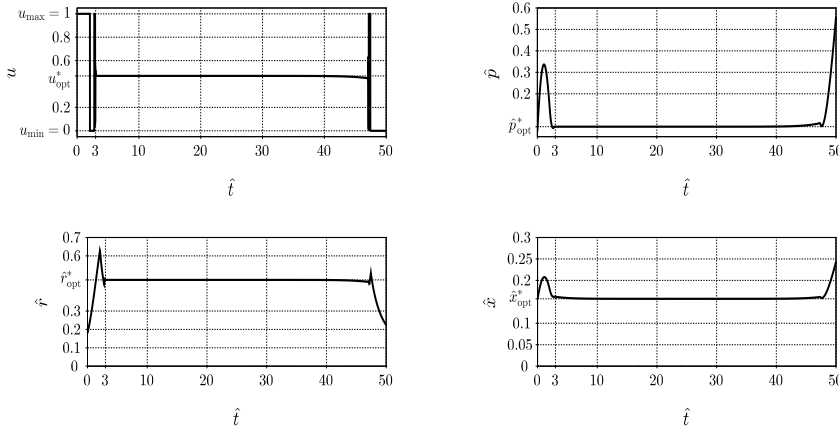 u_max = 1
0.8
0.6
u*_opt
0.2
u_min = 0
u
0 3 10 20 30 40 50
t̂
0.6
0.5
0.4
0.3
0.2
p̂*_opt
p̂
0 3 10 20 30 40 50
t̂
0.7
0.6
r̂*_opt
0.3
0.2
0.1
0
r̂
0 3 10 20 30 40 50
t̂
0.3
0.25
0.2
x̂*_opt
0.1
0.05
0
x̂
0 3 10 20 30 40 50
t̂